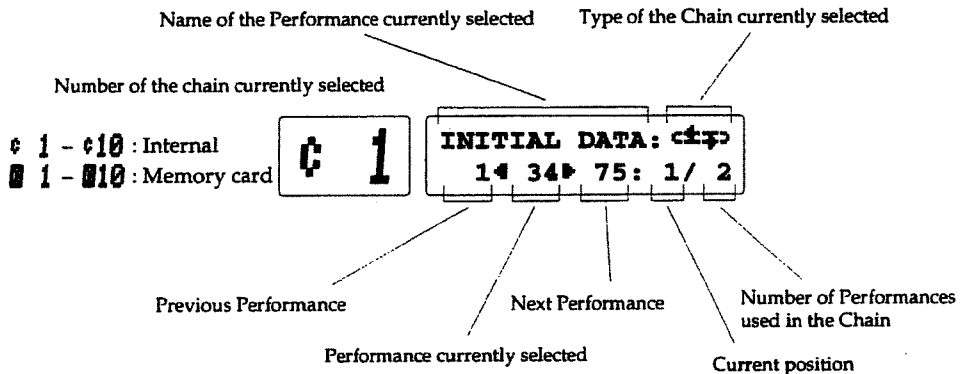 Name of the Performance currently selected
Type of the Chain currently selected
Number of the chain currently selected
¢ 1 - ¢10 : Internal
1 - 10 : Memory card
¢ 1
INITIAL DATA:
1◀ 34▶ 75: 1/ 2
Previous Performance
Next Performance
Number of Performances
used in the Chain
Performance currently selected
Current position